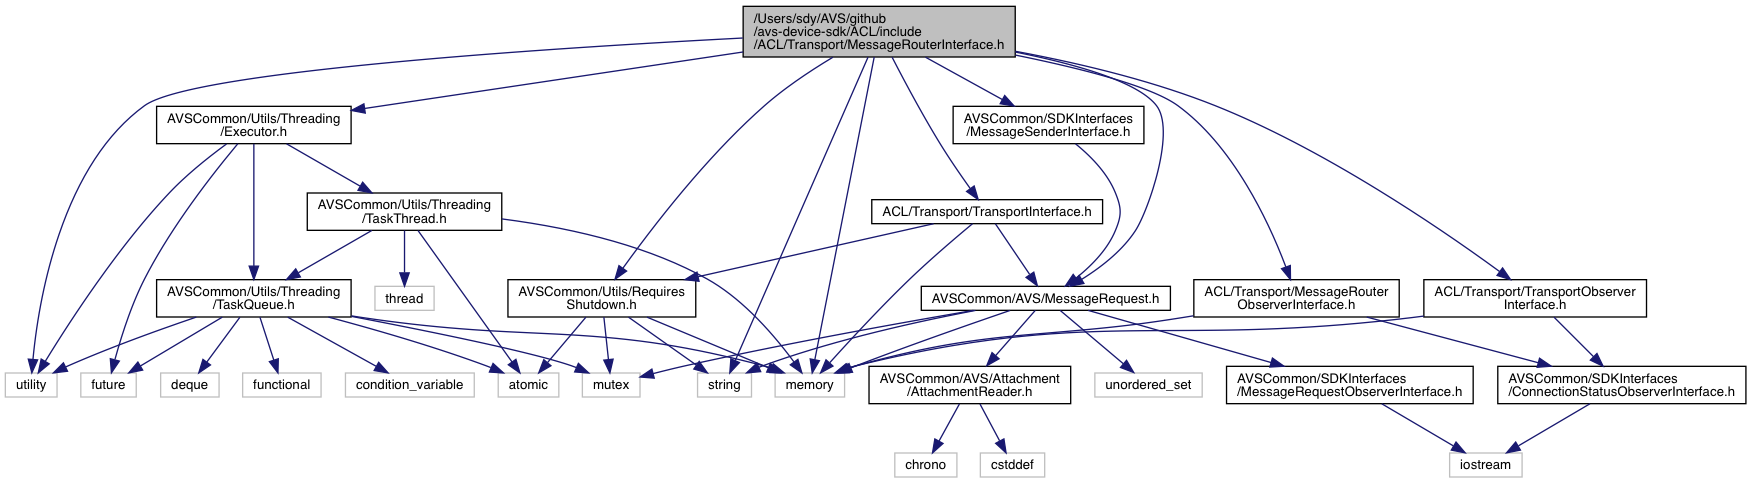 /Users/sdy/AVS/github
/avs-device-sdk/ACL/include
/ACL/Transport/MessageRouterInterface.h
AVSCommon/Utils/Threading
/Executor.h
AVSCommon/SDKInterfaces
/MessageSenderInterface.h
AVSCommon/Utils/Threading
/TaskThread.h
ACL/Transport/TransportInterface.h
AVSCommon/Utils/Threading
/TaskQueue.h
thread
AVSCommon/Utils/Requires
Shutdown.h
AVSCommon/AVS/MessageRequest.h
ACL/Transport/MessageRouter
ObserverInterface.h
ACL/Transport/TransportObserver
Interface.h
utility
future
deque
functional
condition_variable
atomic
mutex
string
memory
AVSCommon/AVS/Attachment
/AttachmentReader.h
unordered_set
AVSCommon/SDKInterfaces
/MessageRequestObserverInterface.h
AVSCommon/SDKInterfaces
/ConnectionStatusObserverInterface.h
chrono
cstddef
iostream